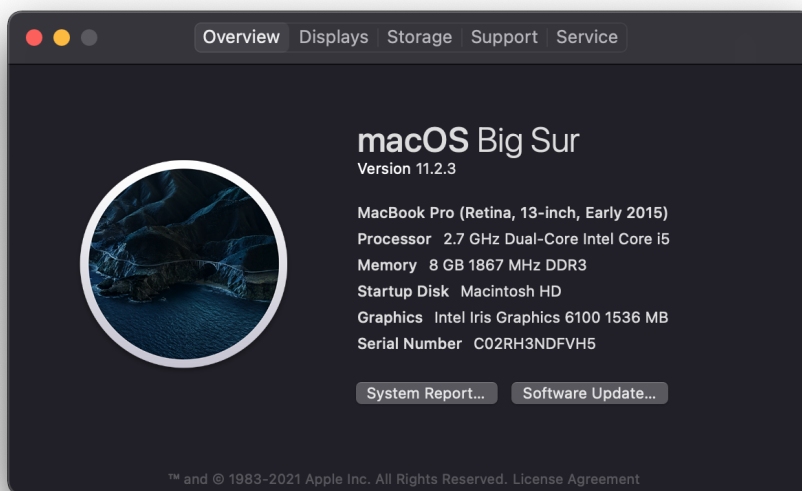 Overview Displays Storage Support Service
macOS Big Sur
Version 11.2.3
MacBook Pro (Retina, 13-inch, Early 2015)
Processor 2.7 GHz Dual-Core Intel Core i5
Memory 8 GB 1867 MHz DDR3
Startup Disk Macintosh HD
Graphics Intel Iris Graphics 6100 1536 MB
Serial Number C02RH3NDFVH5
System Report... Software Update...
™ and © 1983-2021 Apple Inc. All Rights Reserved. License Agreement